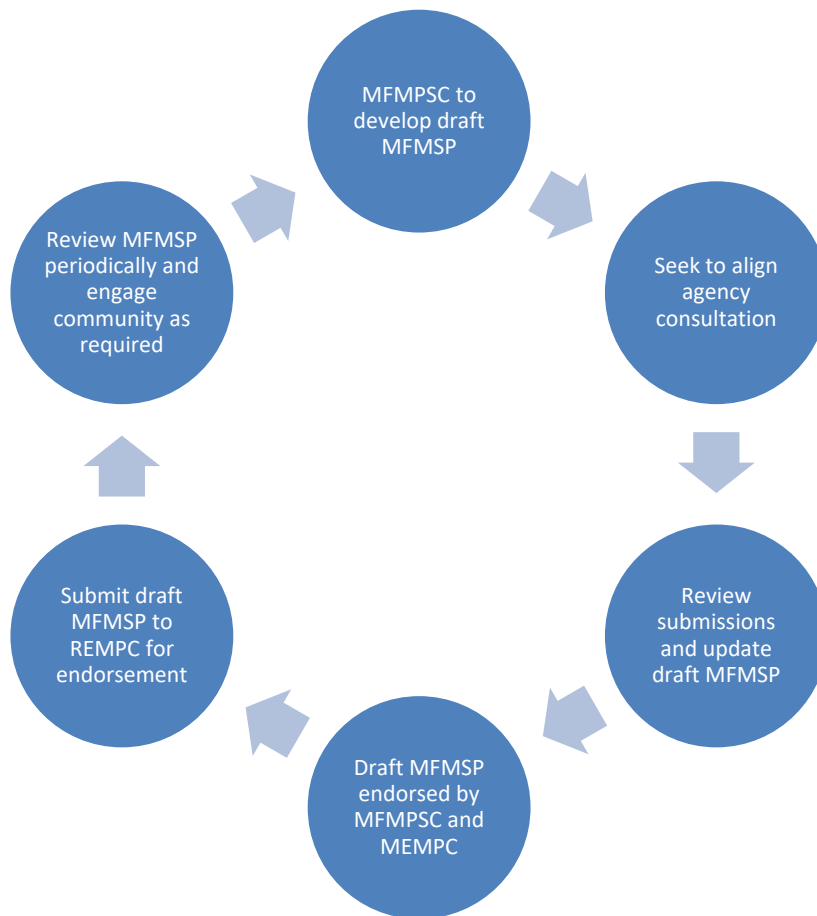 MFMPSC to
develop draft
MFMSP
Seek to align
agency
consultation
Review
submissions
and update
draft MFMSP
Draft MFMSP
endorsed by
MFMPSC and
MEMPC
Submit draft
MFMSP to
REMPC for
endorsement
Review MFMSP
periodically and
engage
community as
required